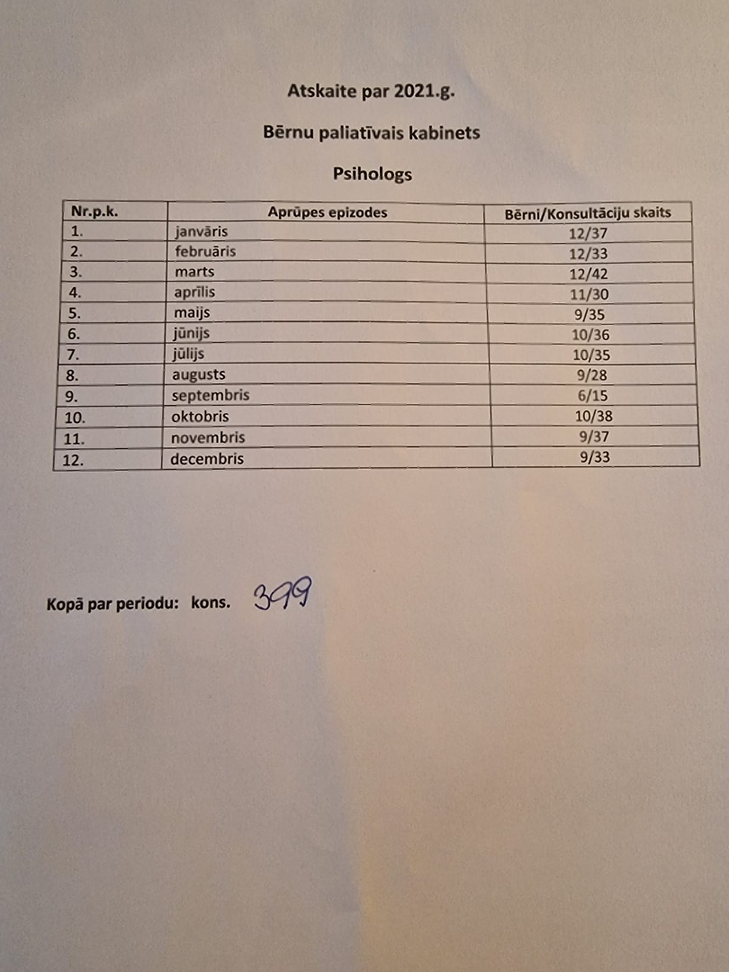 Atskaite par 2021.g.
Bērnu paliatīvais kabinets
Psihologs
Nr.p.k. Aprūpes epizodes Bērni/Konsultāciju skaits
1. janvāris 12/37
2. februāris 12/33
3. marts 12/42
4. aprīlis 11/30
5. maijs 9/35
6. jūnijs 10/36
7. jūlijs 10/35
8. augusts 9/28
9. septembris 6/15
10. oktobris 10/38
11. novembris 9/37
12. decembris 9/33
Kopā par periodu: kons. 399